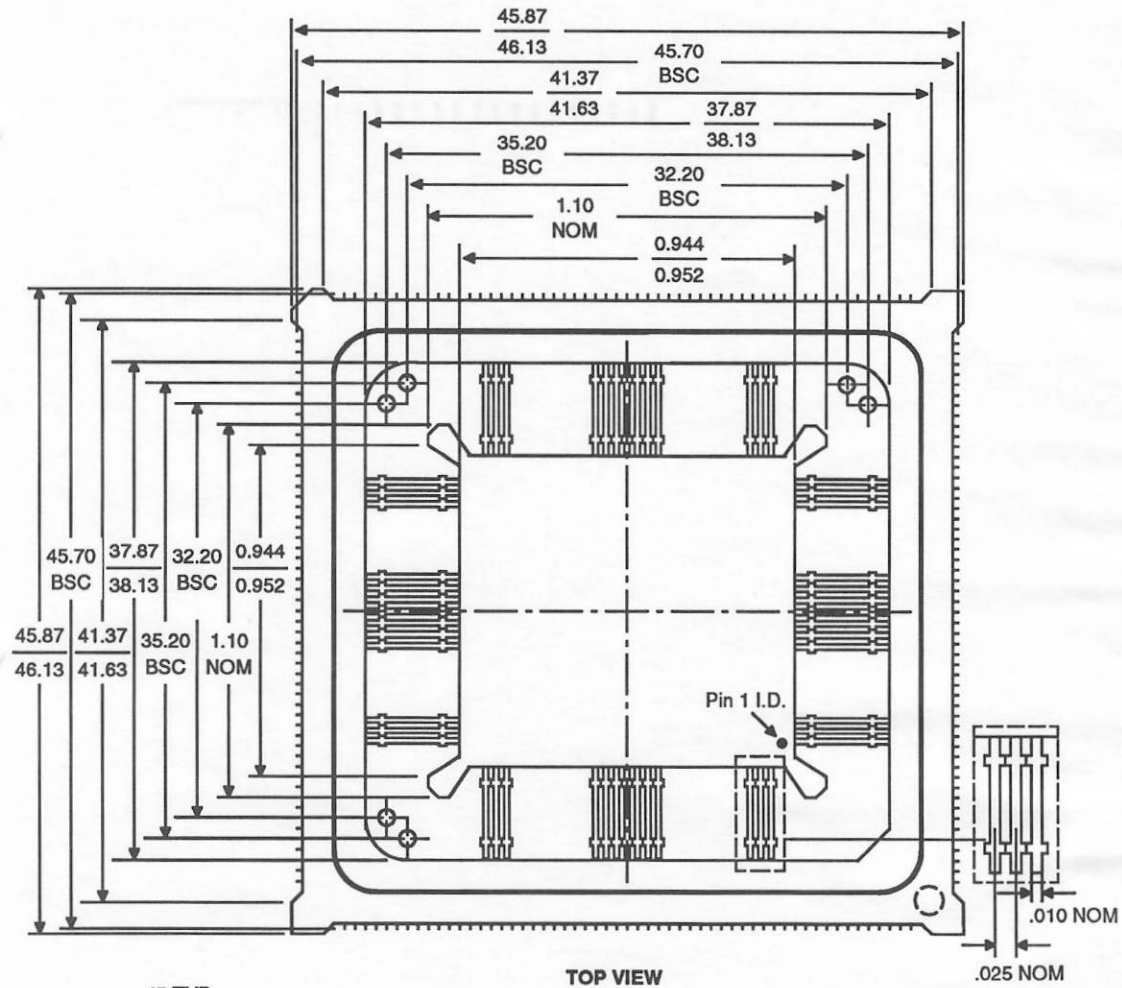 45.87
46.13
45.70
BSC
41.37
41.63
37.87
38.13
35.20
BSC
32.20
BSC
1.10
NOM
0.944
0.952
45.70
BSC
37.87
38.13
32.20
BSC
0.944
0.952
45.87
46.13
41.37
41.63
35.20
BSC
1.10
NOM
Pin 1 I.D.
.010 NOM
.025 NOM
TOP VIEW